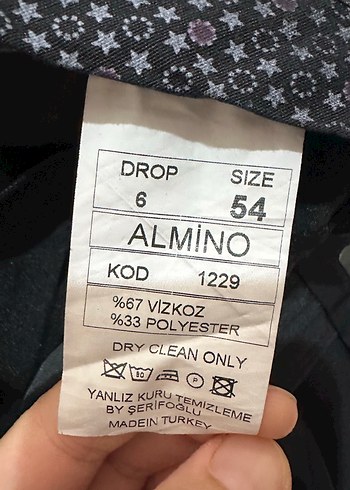 DROP SIZE
6 54
ALMİNO
KOD 1229
%67 VİZKOZ
%33 POLYESTER
DRY CLEAN ONLY
P
YANLIZ KURU TEMİZLEME
BY ŞERİFOĞLU
MADEIN TURKEY